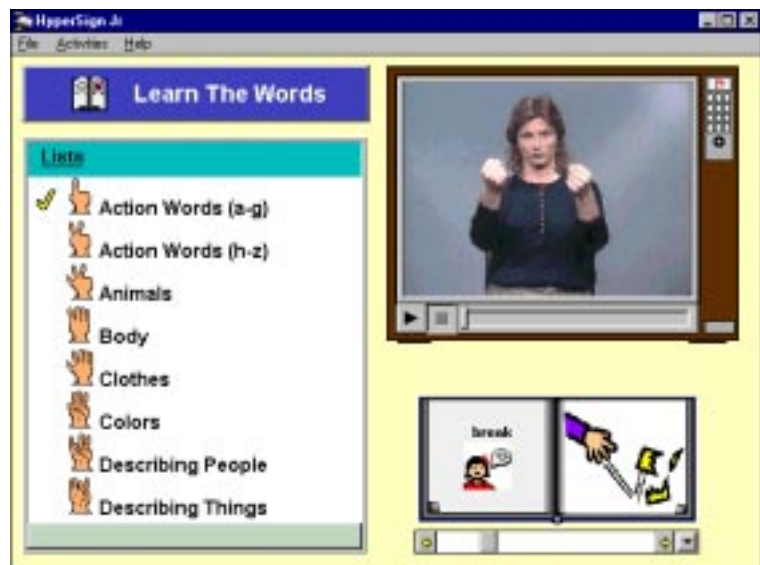 HyperSign Jr
File Activities Help
Learn The Words
Lists
Action Words (a-g)
Action Words (h-z)
Animals
Body
Clothes
Colors
Describing People
Describing Things
break